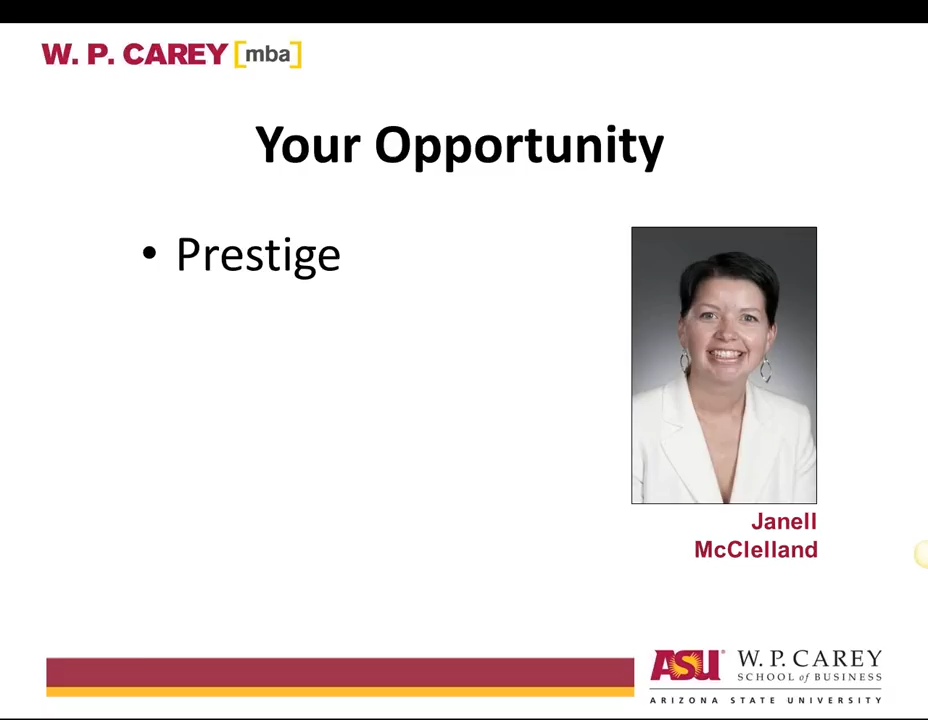 W. P. CAREY [mba]
Your Opportunity
• Prestige
Janell
McClelland
ASU® W. P. CAREY
SCHOOL of BUSINESS
ARIZONA STATE UNIVERSITY